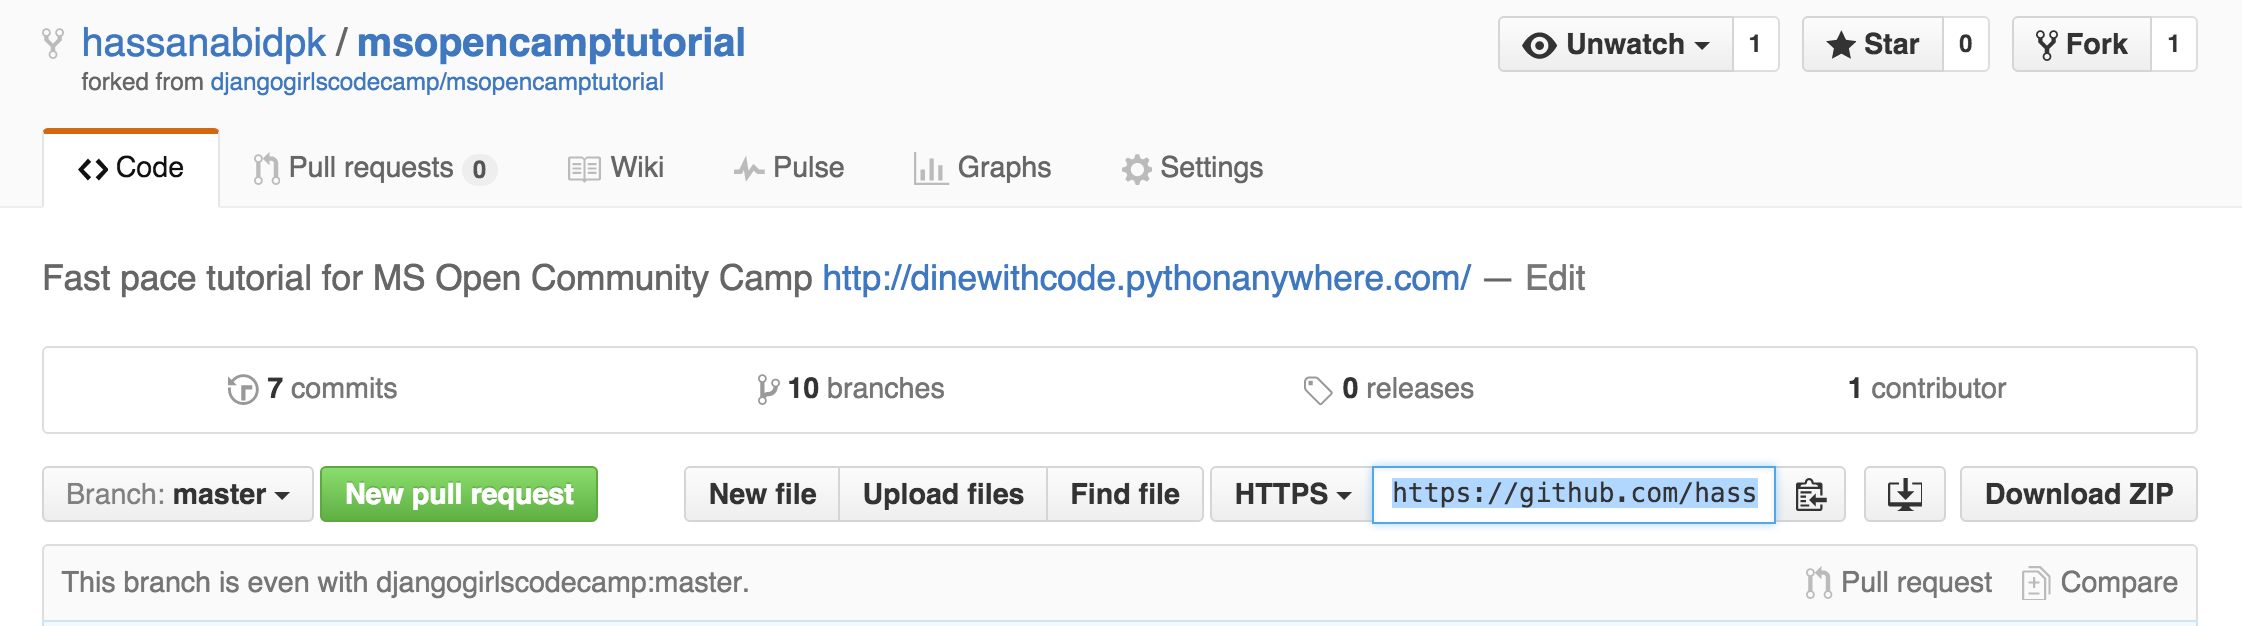 hassanabidpk / msopencamptutorial
forked from djangogirlscodecamp/msopencamptutorial
Unwatch 1 Star 0 Fork 1
Code Pull requests 0 Wiki Pulse Graphs Settings
Fast pace tutorial for MS Open Community Camp http://dinewithcode.pythonanywhere.com/ — Edit
7 commits 10 branches 0 releases 1 contributor
Branch: master New pull request New file Upload files Find file HTTPS https://github.com/hass Download ZIP
This branch is even with djangogirlscodecamp:master. Pull request Compare